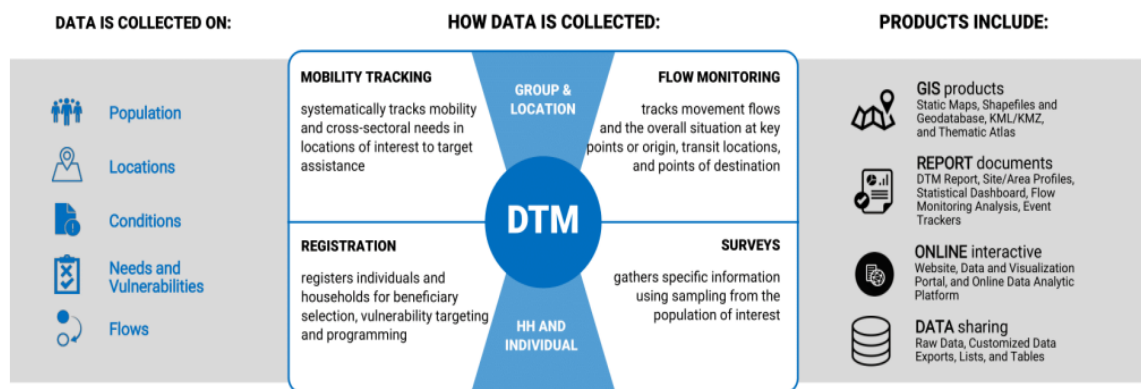 DATA IS COLLECTED ON:
Population
Locations
Conditions
Needs and
Vulnerabilities
Flows
HOW DATA IS COLLECTED:
MOBILITY TRACKING
systematically tracks mobility
and cross-sectoral needs in
locations of interest to target
assistance
GROUP &
LOCATION
FLOW MONITORING
tracks movement flows
and the overall situation at key
points or origin, transit locations,
and points of destination
DTM
REGISTRATION
registers individuals and
households for beneficiary
selection, vulnerability targeting
and programming
HH AND
INDIVIDUAL
SURVEYS
gathers specific information
using sampling from the
population of interest
PRODUCTS INCLUDE:
GIS products
Static Maps, Shapefiles and
Geodatabase, KML/KMZ,
and Thematic Atlas
REPORT documents
DTM Report, Site/Area Profiles,
Statistical Dashboard, Flow
Monitoring Analysis, Event
Trackers
ONLINE interactive
Website, Data and Visualization
Portal, and Online Data Analytic
Platform
DATA sharing
Raw Data, Customized Data
Exports, Lists, and Tables